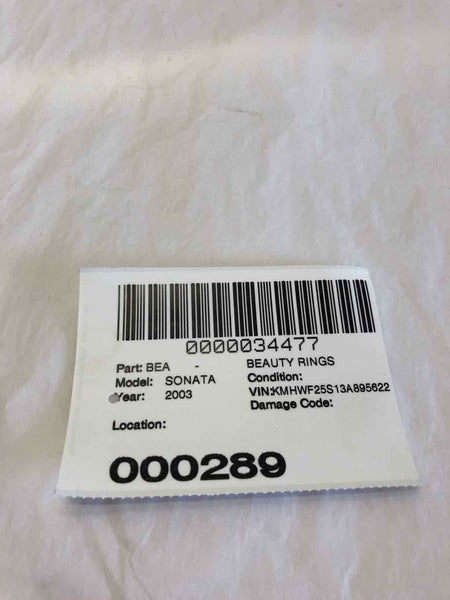 0000034477
Part: BEA - BEAUTY RINGS
Model: SONATA Condition:
Year: 2003 VIN:KMHWF25S13A895622
Damage Code:
Location:
000289